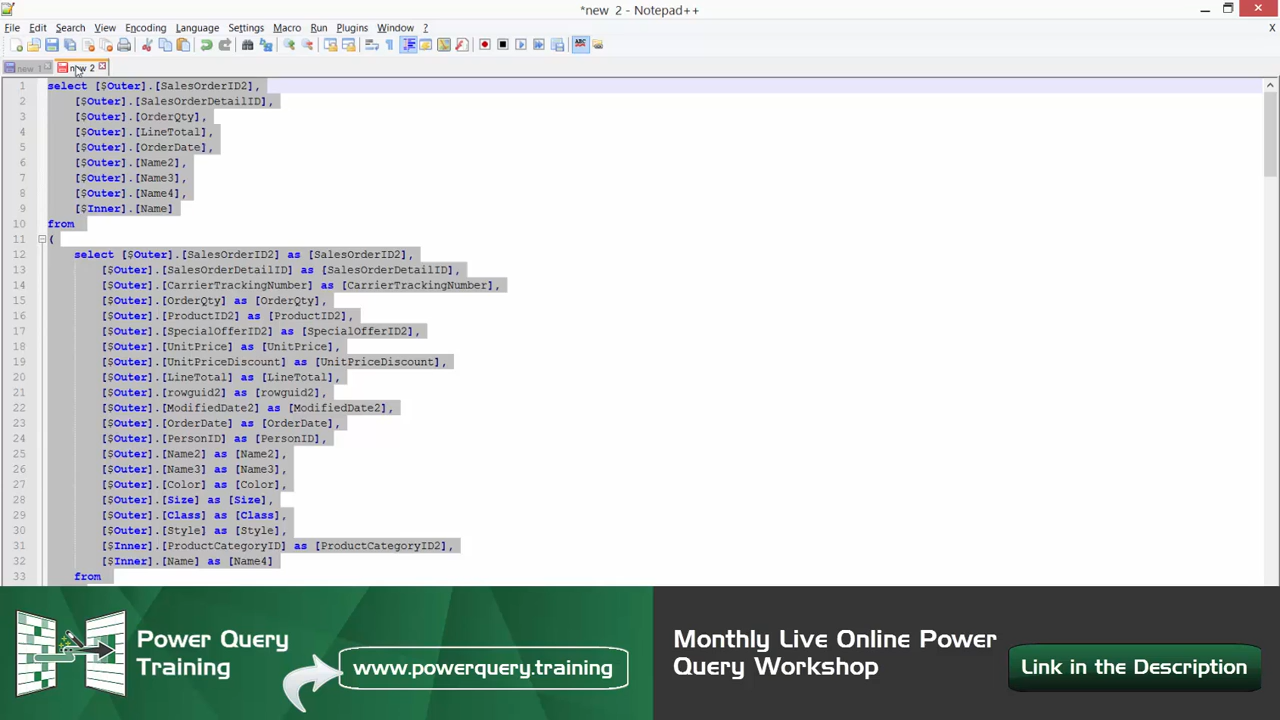 *new 2 - Notepad++
File Edit Search View Encoding Language Settings Macro Run Plugins Window ? X
new 1 new 2
1 select [$Outer].[SalesOrderID2],
2 [$Outer].[SalesOrderDetailID],
3 [$Outer].[OrderQty],
4 [$Outer].[LineTotal],
5 [$Outer].[OrderDate],
6 [$Outer].[Name2],
7 [$Outer].[Name3],
8 [$Outer].[Name4],
9 [$Inner].[Name]
10 from
11 (
12 select [$Outer].[SalesOrderID2] as [SalesOrderID2],
13 [$Outer].[SalesOrderDetailID] as [SalesOrderDetailID],
14 [$Outer].[CarrierTrackingNumber] as [CarrierTrackingNumber],
15 [$Outer].[OrderQty] as [OrderQty],
16 [$Outer].[ProductID2] as [ProductID2],
17 [$Outer].[SpecialOfferID2] as [SpecialOfferID2],
18 [$Outer].[UnitPrice] as [UnitPrice],
19 [$Outer].[UnitPriceDiscount] as [UnitPriceDiscount],
20 [$Outer].[LineTotal] as [LineTotal],
21 [$Outer].[rowguid2] as [rowguid2],
22 [$Outer].[ModifiedDate2] as [ModifiedDate2],
23 [$Outer].[OrderDate] as [OrderDate],
24 [$Outer].[PersonID] as [PersonID],
25 [$Outer].[Name2] as [Name2],
26 [$Outer].[Name3] as [Name3],
27 [$Outer].[Color] as [Color],
28 [$Outer].[Size] as [Size],
29 [$Outer].[Class] as [Class],
30 [$Outer].[Style] as [Style],
31 [$Inner].[ProductCategoryID] as [ProductCategoryID2],
32 [$Inner].[Name] as [Name4]
33 from
Power Query
Training
www.powerquery.training
Monthly Live Online Power
Query Workshop
Link in the Description